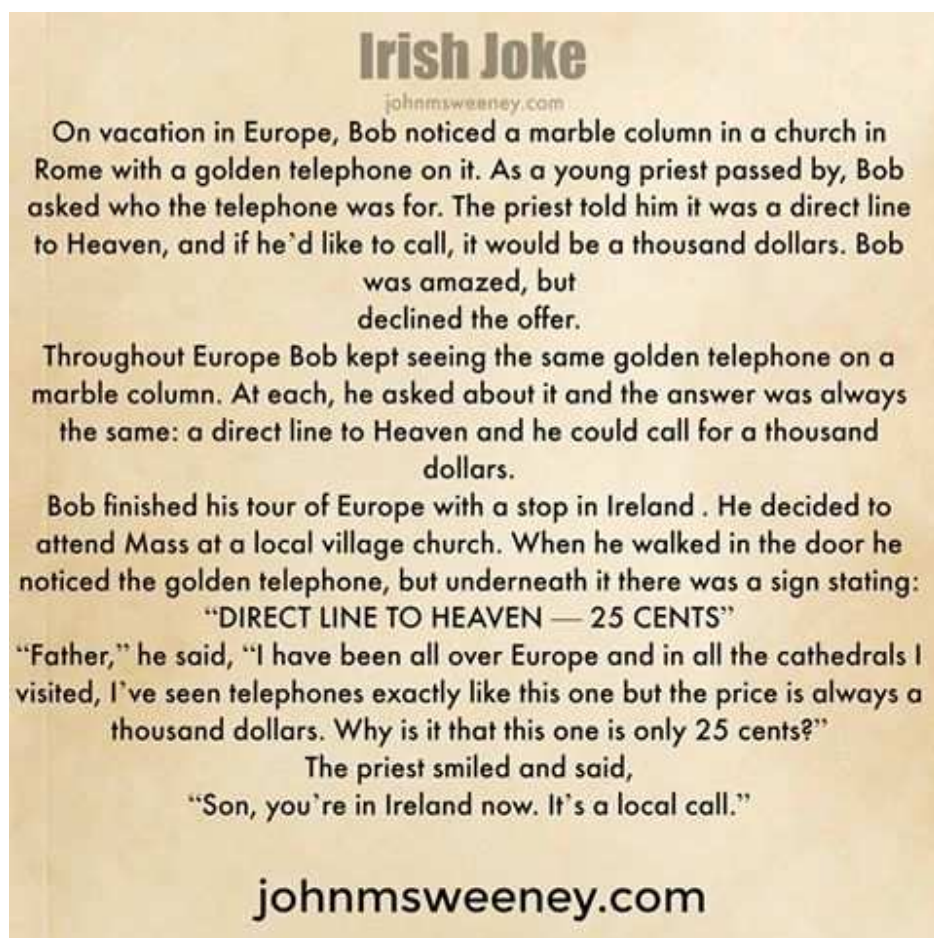 Irish Joke
johnmsweeney.com
On vacation in Europe, Bob noticed a marble column in a church in
Rome with a golden telephone on it. As a young priest passed by, Bob
asked who the telephone was for. The priest told him it was a direct line
to Heaven, and if he'd like to call, it would be a thousand dollars. Bob
was amazed, but
declined the offer.
Throughout Europe Bob kept seeing the same golden telephone on a
marble column. At each, he asked about it and the answer was always
the same: a direct line to Heaven and he could call for a thousand
dollars.
Bob finished his tour of Europe with a stop in Ireland . He decided to
attend Mass at a local village church. When he walked in the door he
noticed the golden telephone, but underneath it there was a sign stating:
“DIRECT LINE TO HEAVEN — 25 CENTS”
“Father,” he said, “I have been all over Europe and in all the cathedrals I
visited, I've seen telephones exactly like this one but the price is always a
thousand dollars. Why is it that this one is only 25 cents?”
The priest smiled and said,
“Son, you're in Ireland now. It's a local call.”
johnmsweeney.com